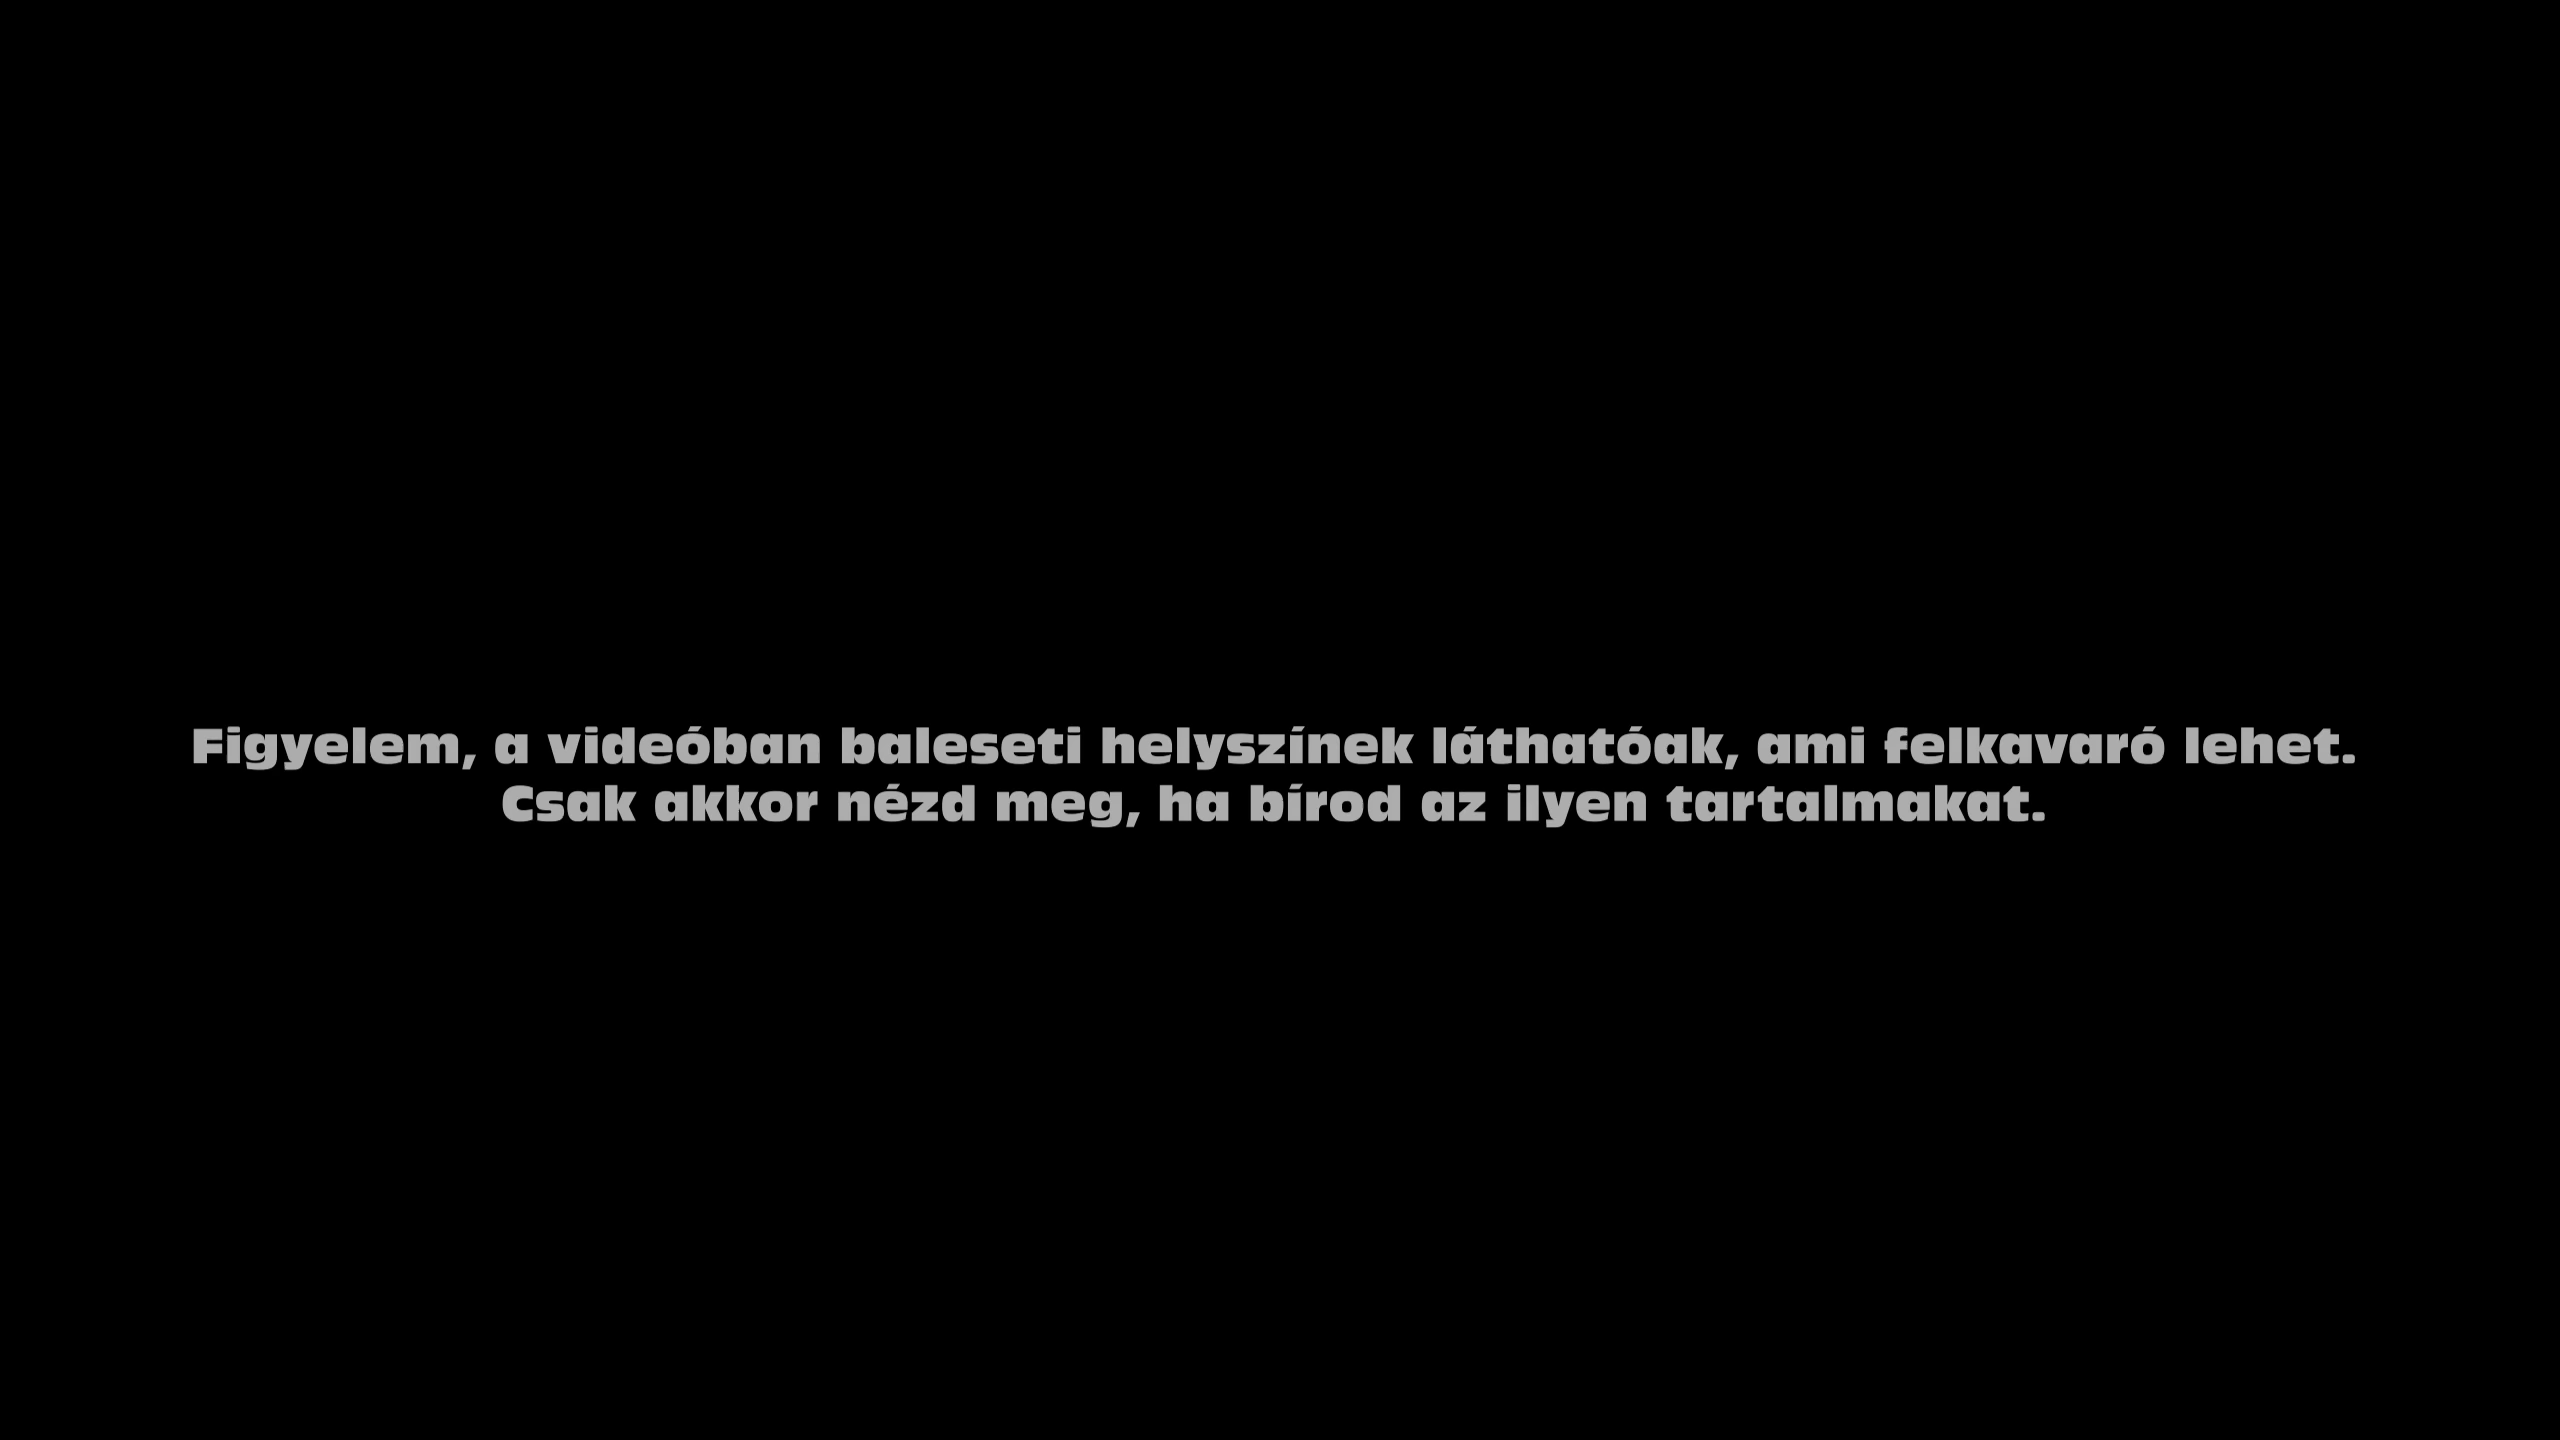 Figyelem, a videóban baleseti helyszínek láthatóak, ami felkavaró lehet.
Csak akkor nézd meg, ha bírod az ilyen tartalmakat.